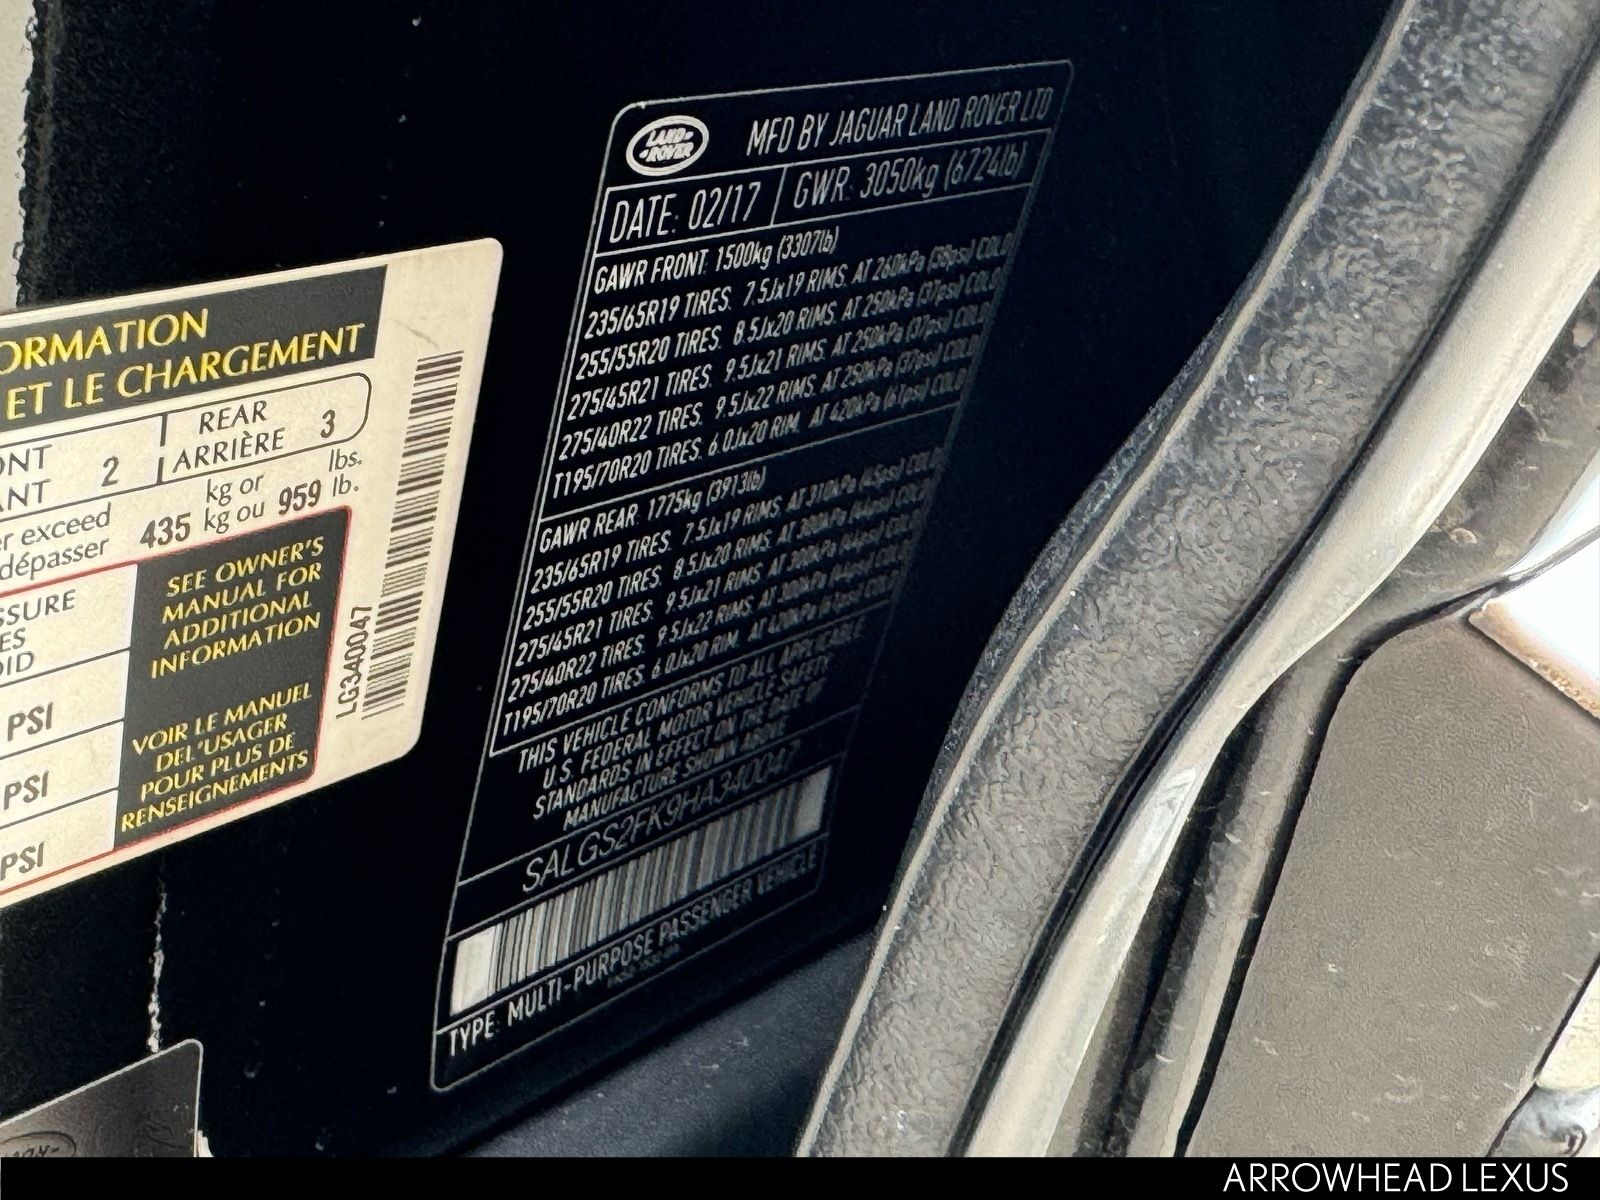 ORMATION
ET LE CHARGEMENT
ONT
ANT
2
REAR
ARRIÈRE
3
er exceed
dépasser
435
kg or
kg ou
959
lbs.
lb.
SSURE
ES
OID
PSI
PSI
PSI
SEE OWNER'S
MANUAL FOR
ADDITIONAL
INFORMATION
VOIR LE MANUEL
DEL'USAGER
POUR PLUS DE
RENSEIGNEMENTS
LG340047
LAND-
-ROVER
MFD BY JAGUAR LAND ROVER LTD
DATE: 02/17
GWR: 3050kg (6724lb)
GAWR FRONT: 1500kg (3307lb)
235/65R19 TIRES. 7.5Jx19 RIMS. AT 260kPa (38psi) COLD
255/55R20 TIRES. 8.5Jx20 RIMS. AT 250kPa (37psi) COLD
275/45R21 TIRES. 9.5Jx21 RIMS. AT 250kPa (37psi) COLD
275/40R22 TIRES. 9.5Jx22 RIMS. AT 250kPa (37psi) COLD
T195/70R20 TIRES. 6.0Jx20 RIM. AT 420kPa (61psi) COLD
GAWR REAR: 1775kg (3913lb)
235/65R19 TIRES. 7.5Jx19 RIMS. AT 310kPa (45psi) COLD
255/55R20 TIRES. 8.5Jx20 RIMS. AT 300kPa (44psi) COLD
275/45R21 TIRES. 9.5Jx21 RIMS. AT 300kPa (44psi) COLD
275/40R22 TIRES. 9.5Jx22 RIMS. AT 300kPa (44psi) COLD
T195/70R20 TIRES. 6.0Jx20 RIM. AT 420kPa (61psi) COLD
THIS VEHICLE CONFORMS TO ALL APPLICABLE
U.S. FEDERAL MOTOR VEHICLE SAFETY
STANDARDS IN EFFECT ON THE DATE OF
MANUFACTURE SHOWN ABOVE
SALGS2FK9HA340047
TYPE: MULTI-PURPOSE PASSENGER VEHICLE
ARROWHEAD LEXUS